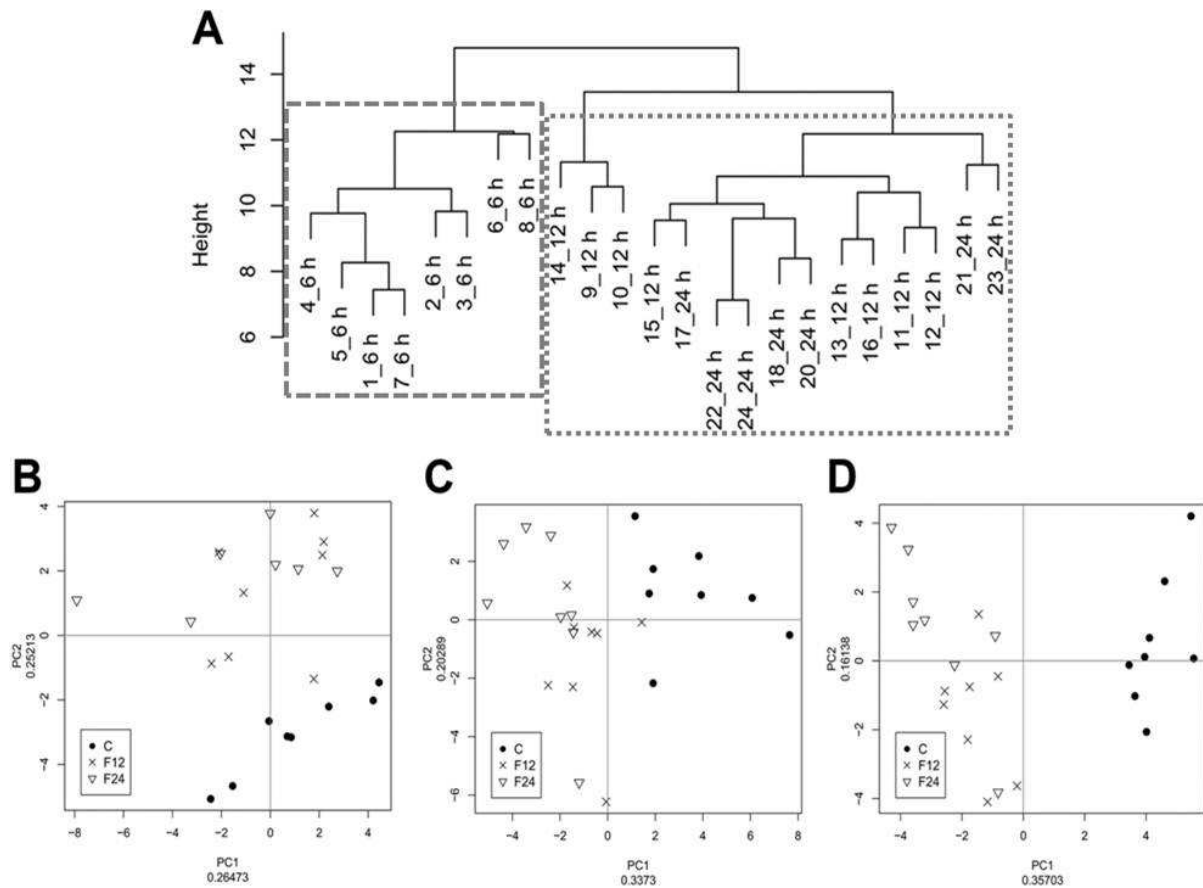 A
Height
14
12
10
8
6
4_6 h
5_6 h
1_6 h
7_6 h
2_6 h
3_6 h
6_6 h
8_6 h
14_12 h
9_12 h
10_12 h
15_12 h
17_24 h
22_24 h
24_24 h
18_24 h
20_24 h
13_12 h
16_12 h
11_12 h
12_12 h
21_24 h
23_24 h
B
PC2
0.25213
4
2
0
−2
−4
C
F12
F24
−8 −6 −4 −2 0 2 4
PC1
0.26473
C
PC2
0.20289
2
0
−2
−4
−6
C
F12
F24
−4 −2 0 2 4 6 8
PC1
0.3373
D
PC2
0.16138
4
2
0
−2
−4
C
F12
F24
−4 −2 0 2 4
PC1
0.35703